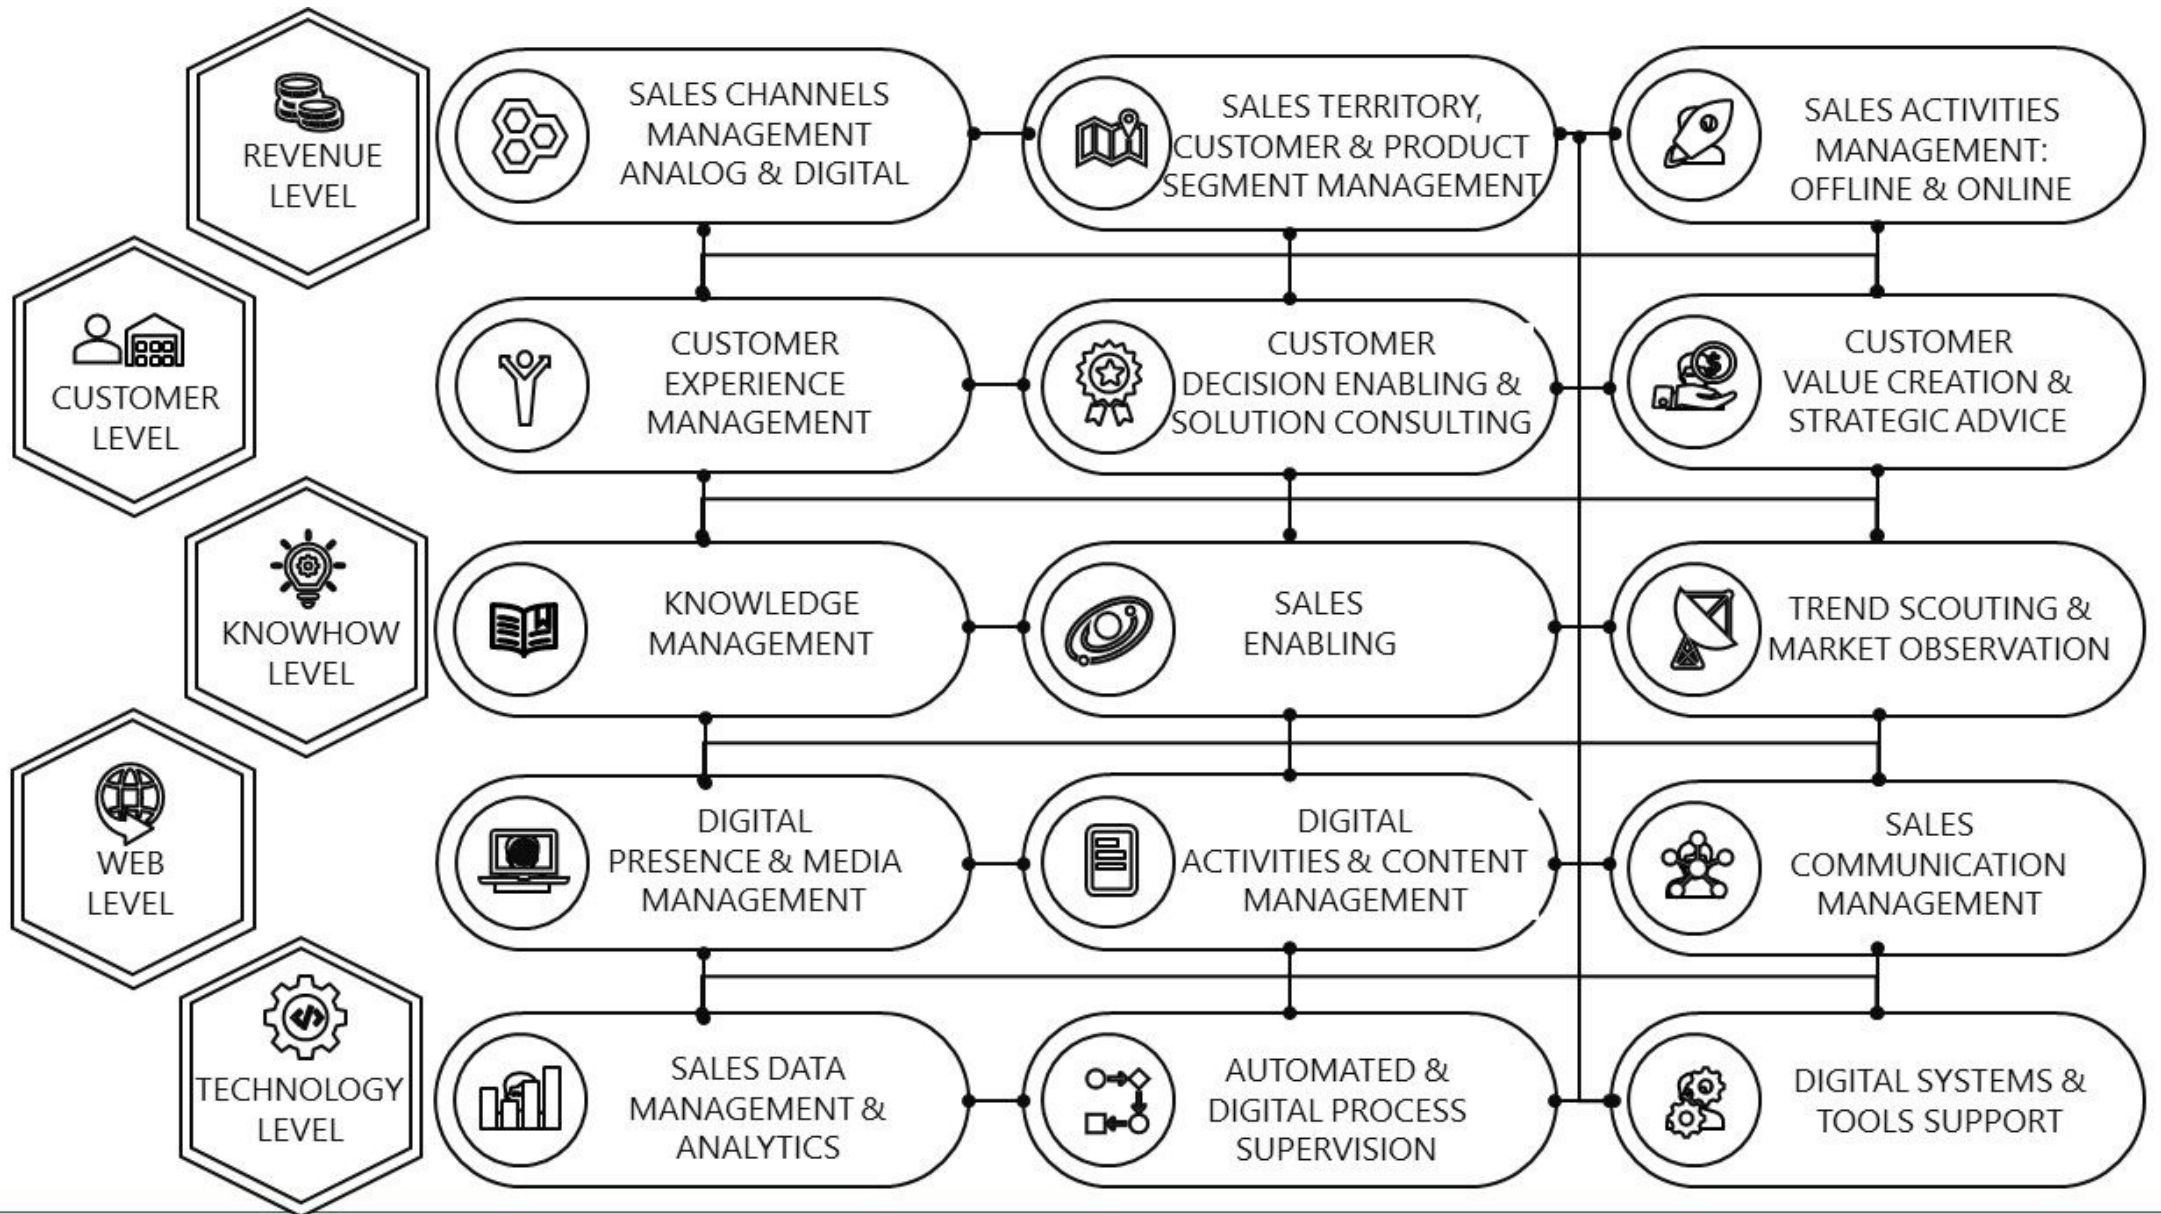 REVENUE
LEVEL
SALES CHANNELS
MANAGEMENT
ANALOG & DIGITAL
SALES TERRITORY,
CUSTOMER & PRODUCT
SEGMENT MANAGEMENT
SALES ACTIVITIES
MANAGEMENT:
OFFLINE & ONLINE
CUSTOMER
LEVEL
CUSTOMER
EXPERIENCE
MANAGEMENT
CUSTOMER
DECISION ENABLING &
SOLUTION CONSULTING
CUSTOMER
VALUE CREATION &
STRATEGIC ADVICE
KNOWHOW
LEVEL
KNOWLEDGE
MANAGEMENT
SALES
ENABLING
TREND SCOUTING &
MARKET OBSERVATION
WEB
LEVEL
DIGITAL
PRESENCE & MEDIA
MANAGEMENT
DIGITAL
ACTIVITIES & CONTENT
MANAGEMENT
SALES
COMMUNICATION
MANAGEMENT
TECHNOLOGY
LEVEL
SALES DATA
MANAGEMENT &
ANALYTICS
AUTOMATED &
DIGITAL PROCESS
SUPERVISION
DIGITAL SYSTEMS &
TOOLS SUPPORT